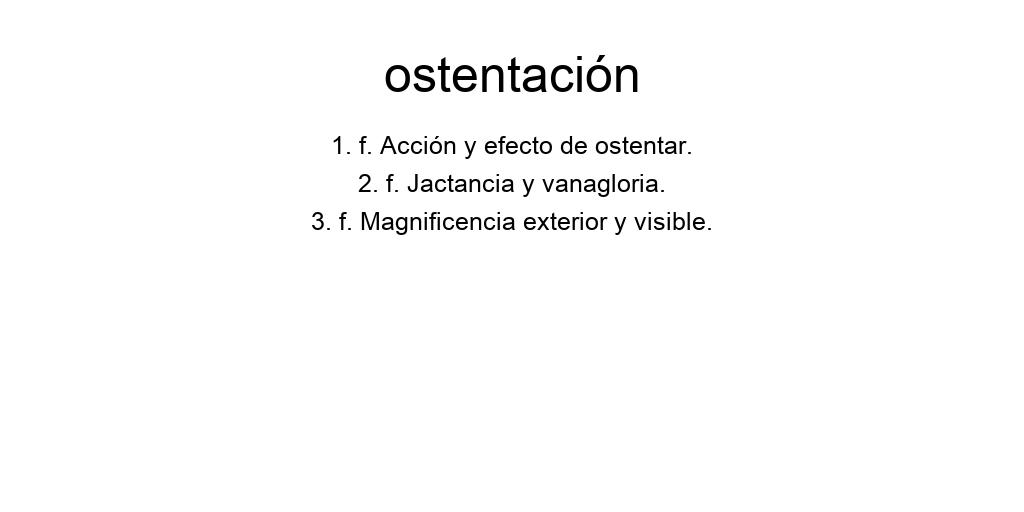 ostentación
1. f. Acción y efecto de ostentar.
2. f. Jactancia y vanagloria.
3. f. Magnificencia exterior y visible.